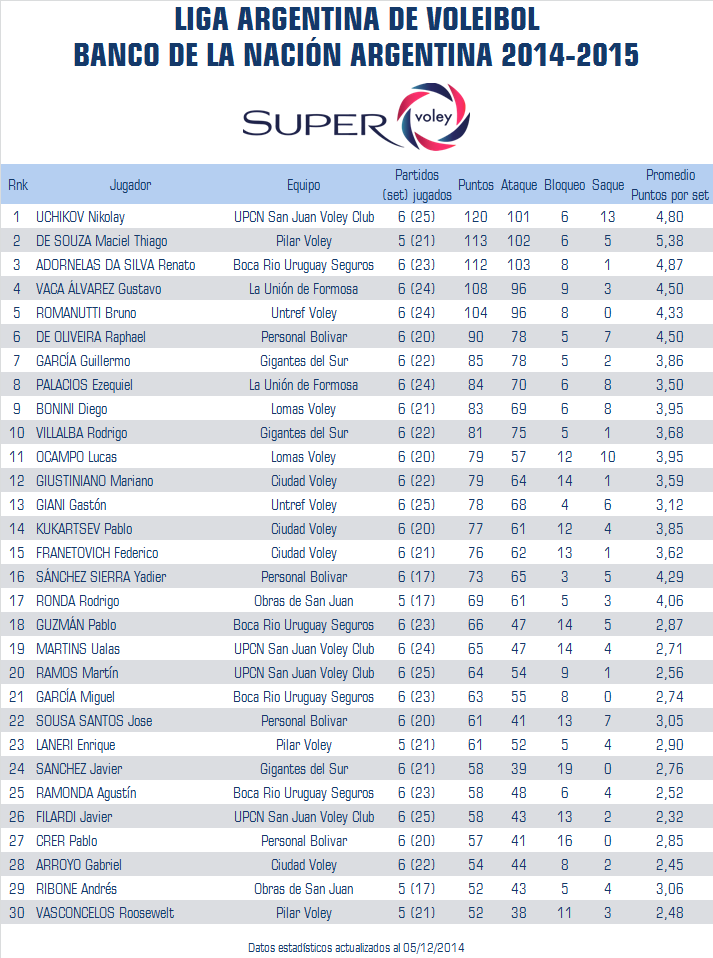 LIGA ARGENTINA DE VOLEIBOL
BANCO DE LA NACIÓN ARGENTINA 2014-2015
SUPER voley
Rnk Jugador Equipo Partidos (set) jugados Puntos Ataque Bloqueo Saque Promedio Puntos por set
1 UCHIKOV Nikolay UPCN San Juan Voley Club 6 (25) 120 101 6 13 4,80
2 DE SOUZA Maciel Thiago Pilar Voley 5 (21) 113 102 6 5 5,38
3 ADORNELAS DA SILVA Renato Boca Rio Uruguay Seguros 6 (23) 112 103 8 1 4,87
4 VACA ÁLVAREZ Gustavo La Unión de Formosa 6 (24) 108 96 9 3 4,50
5 ROMANUTTI Bruno Untref Voley 6 (24) 104 96 8 0 4,33
6 DE OLIVEIRA Raphael Personal Bolivar 6 (20) 90 78 5 7 4,50
7 GARCÍA Guillermo Gigantes del Sur 6 (22) 85 78 5 2 3,86
8 PALACIOS Ezequiel La Unión de Formosa 6 (24) 84 70 6 8 3,50
9 BONINI Diego Lomas Voley 6 (21) 83 69 6 8 3,95
10 VILLALBA Rodrigo Gigantes del Sur 6 (22) 81 75 5 1 3,68
11 OCAMPO Lucas Lomas Voley 6 (20) 79 57 12 10 3,95
12 GIUSTINIANO Mariano Ciudad Voley 6 (22) 79 64 14 1 3,59
13 GIANI Gastón Untref Voley 6 (25) 78 68 4 6 3,12
14 KUKARTSEV Pablo Ciudad Voley 6 (20) 77 61 12 4 3,85
15 FRANETOVICH Federico Ciudad Voley 6 (21) 76 62 13 1 3,62
16 SÁNCHEZ SIERRA Yadier Personal Bolivar 6 (17) 73 65 3 5 4,29
17 RONDA Rodrigo Obras de San Juan 5 (17) 69 61 5 3 4,06
18 GUZMÁN Pablo Boca Rio Uruguay Seguros 6 (23) 66 47 14 5 2,87
19 MARTINS Ualas UPCN San Juan Voley Club 6 (24) 65 47 14 4 2,71
20 RAMOS Martín UPCN San Juan Voley Club 6 (25) 64 54 9 1 2,56
21 GARCÍA Miguel Boca Rio Uruguay Seguros 6 (23) 63 55 8 0 2,74
22 SOUSA SANTOS Jose Personal Bolivar 6 (20) 61 41 13 7 3,05
23 LANERI Enrique Pilar Voley 5 (21) 61 52 5 4 2,90
24 SANCHEZ Javier Gigantes del Sur 6 (21) 58 39 19 0 2,76
25 RAMONDA Agustín Boca Rio Uruguay Seguros 6 (23) 58 48 6 4 2,52
26 FILARDI Javier UPCN San Juan Voley Club 6 (25) 58 43 13 2 2,32
27 CRER Pablo Personal Bolivar 6 (20) 57 41 16 0 2,85
28 ARROYO Gabriel Ciudad Voley 6 (22) 54 44 8 2 2,45
29 RIBONE Andrés Obras de San Juan 5 (17) 52 43 5 4 3,06
30 VASCONCELOS Roosewelt Pilar Voley 5 (21) 52 38 11 3 2,48
Datos estadísticos actualizados al 05/12/2014